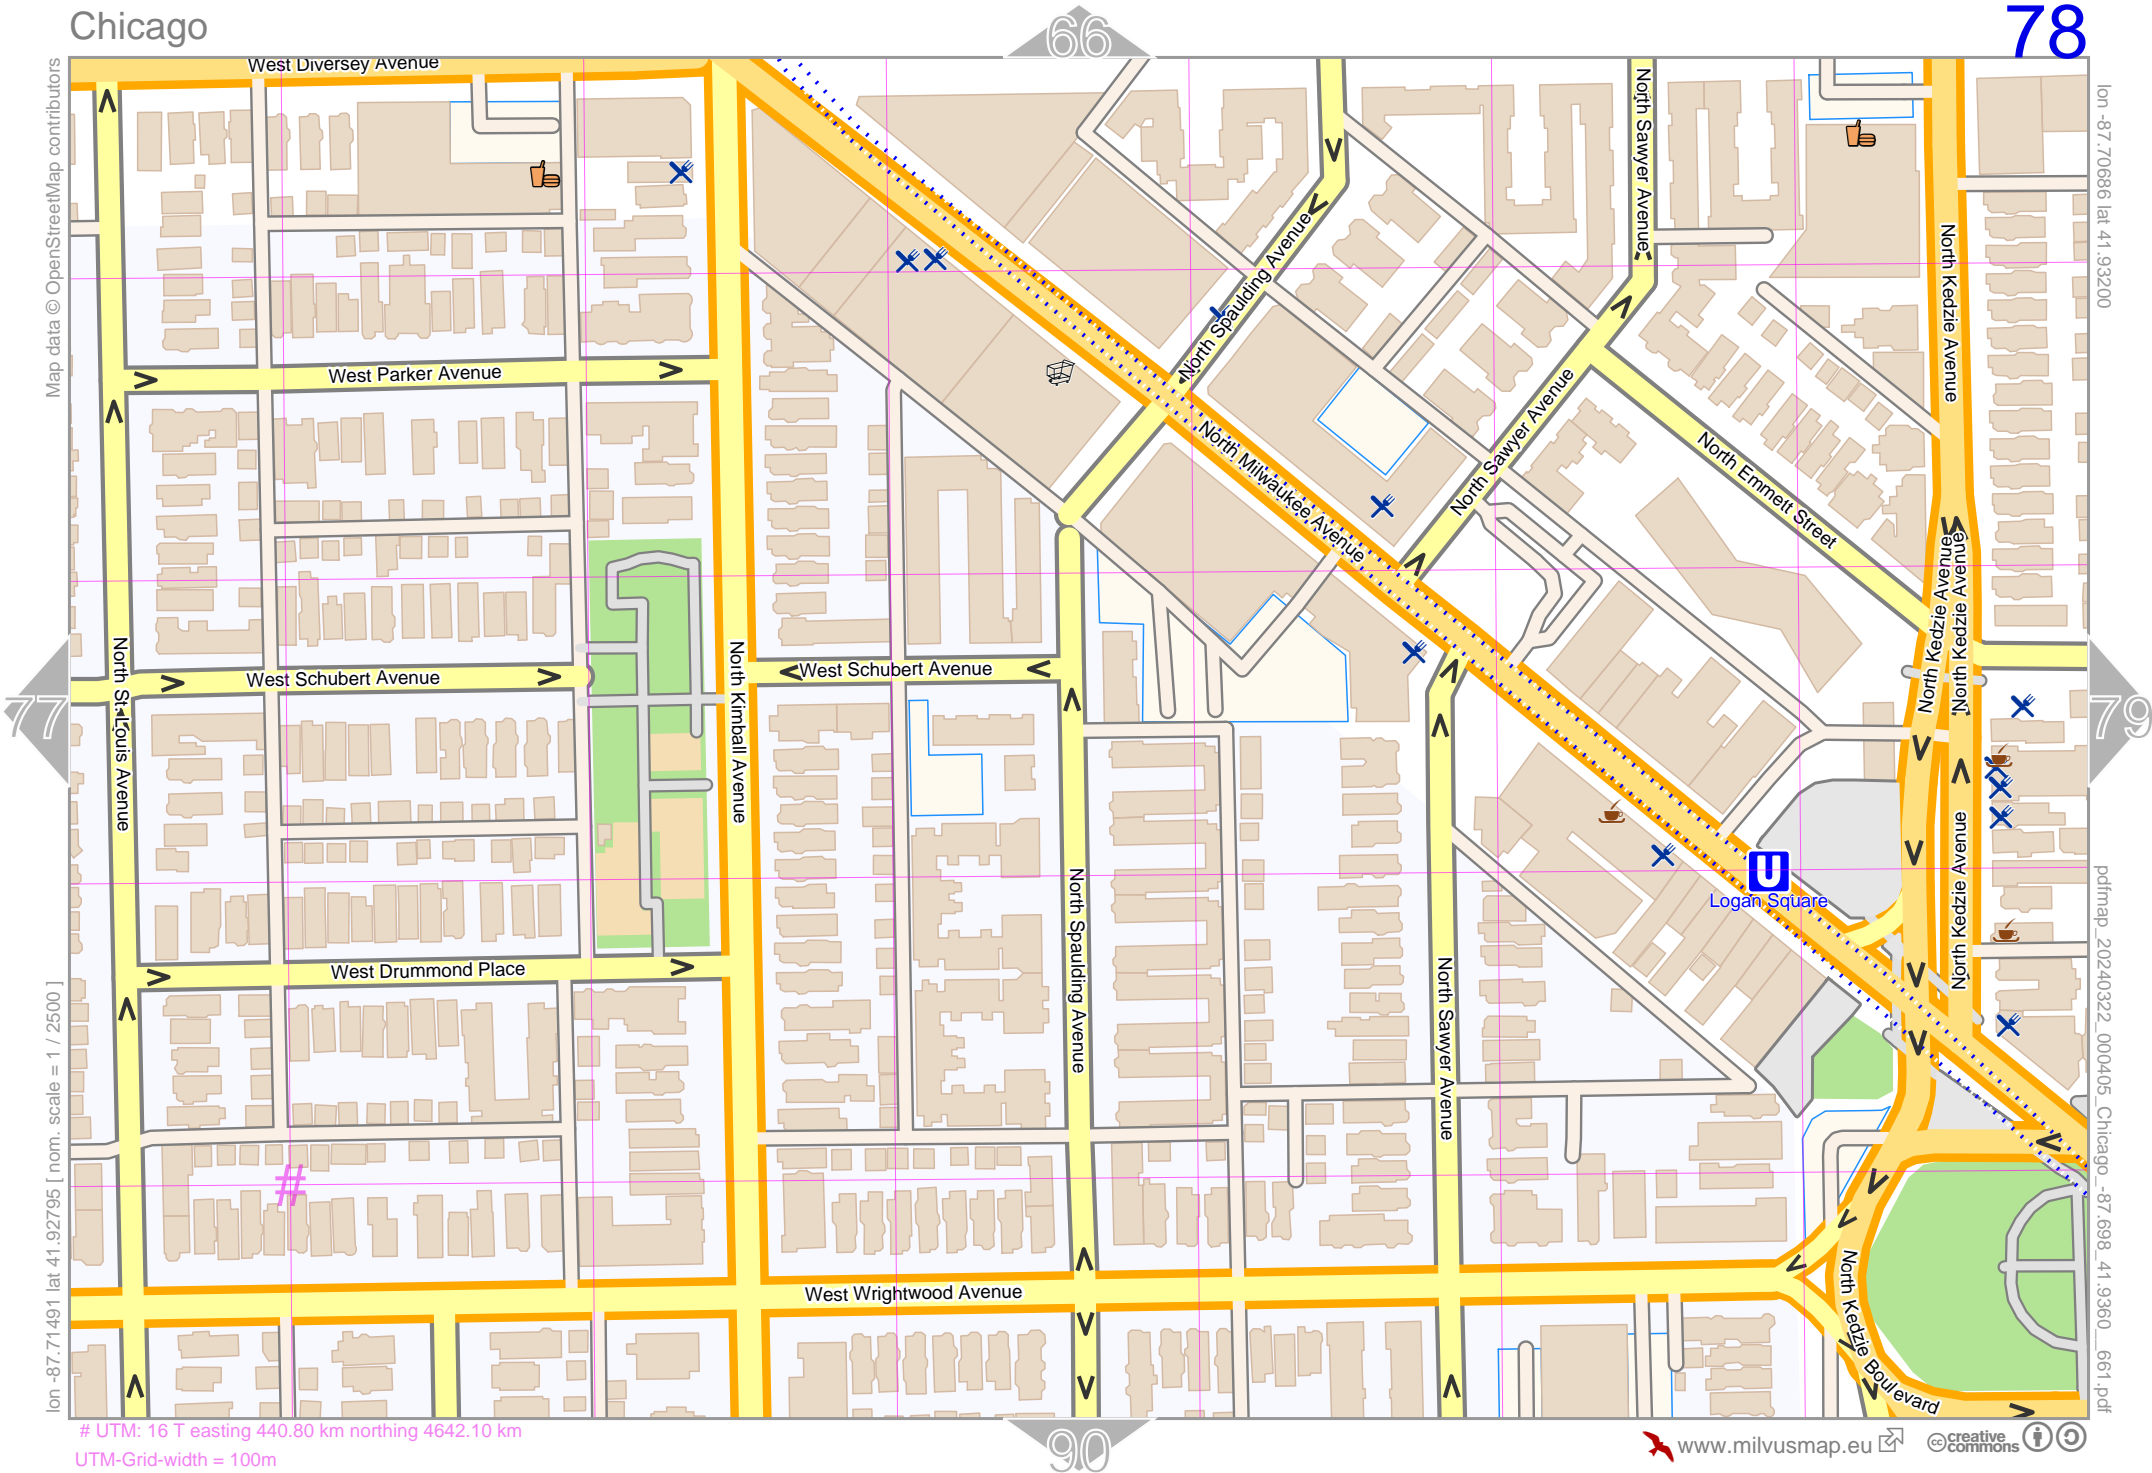 Chicago
66
78
West Diversey Avenue
Map data © OpenStreetMap contributors
lon -87.70686 lat 41.93200
North Sawyer Avenue
North Spaulding Avenue
North Kedzie Avenue
West Parker Avenue
North Sawyer Avenue
North Milwaukee Avenue
North Emmett Street
North Kedzie Avenue
North Kedzie Avenue
77
North St. Louis Avenue
West Schubert Avenue
North Kimball Avenue
West Schubert Avenue
79
U
Logan Square
North Kedzie Avenue
North Spaulding Avenue
North Sawyer Avenue
West Drummond Place
lon -87.71491 lat 41.92795 [ nom. scale = 1 / 2500 ]
pdfmap_20240322_000405_Chicago_-87.698_41.9360_661.pdf
#
West Wrightwood Avenue
North Kedzie Boulevard
# UTM: 16 T easting 440.80 km northing 4642.10 km
UTM-Grid-width = 100m
90
www.milvusmap.eu
cc creative commons